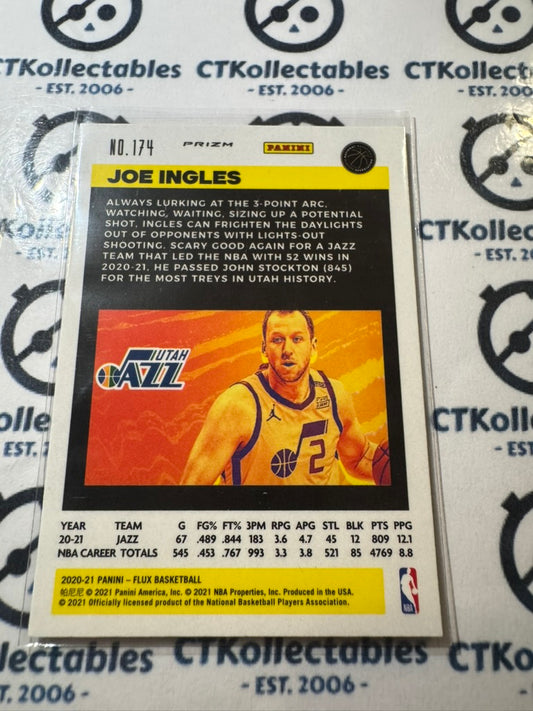 CTKollectables CTKollectables CTK
- EST. 2006 - - EST. 2006 -
NO. 174 PRIZM PANINI
JOE INGLES
ALWAYS LURKING AT THE 3-POINT ARC,
WATCHING, WAITING, SIZING UP A POTENTIAL
SHOT, INGLES CAN FRIGHTEN THE DAYLIGHTS
OUT OF OPPONENTS WITH LIGHTS-OUT
SHOOTING. SCARY GOOD AGAIN FOR A JAZZ
TEAM THAT LED THE NBA WITH 52 WINS IN
2020-21, HE PASSED JOHN STOCKTON (845)
FOR THE MOST TREYS IN UTAH HISTORY.
UTAH
JAZZ
2
YEAR TEAM G FG% FT% 3PM RPG APG STL BLK PTS PPG
20-21 JAZZ 67 .489 .844 183 3.6 4.7 45 12 809 12.1
NBA CAREER TOTALS 545 .453 .767 993 3.3 3.8 521 85 4769 8.8
2020-21 PANINI – FLUX BASKETBALL
帕尼尼 © 2021 Panini America, Inc. © 2021 NBA Properties, Inc. Produced in the USA.
© 2021 Officially licensed product of the National Basketball Players Association.
NBA
CTKollectables
- EST. 2006 -
llectables CTKollectables CTKo
T. 2006 - - EST. 2006 -